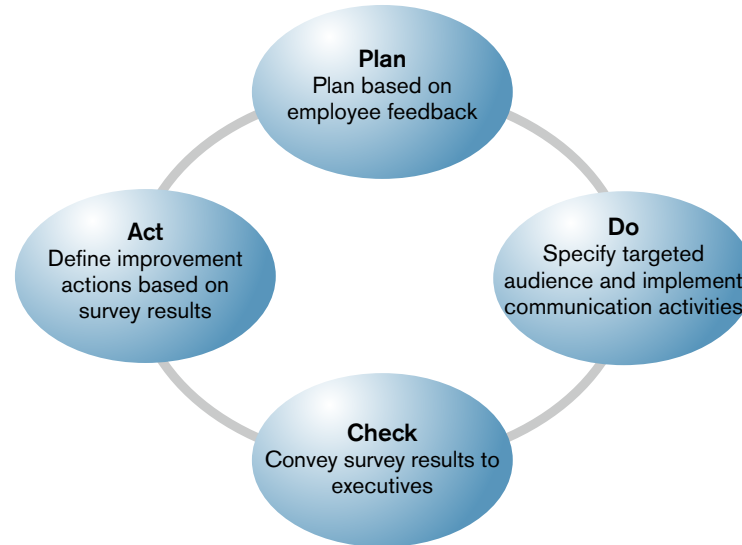 Plan
Plan based on
employee feedback
Do
Specify targeted
audience and implement
communication activities
Check
Convey survey results to
executives
Act
Define improvement
actions based on
survey results